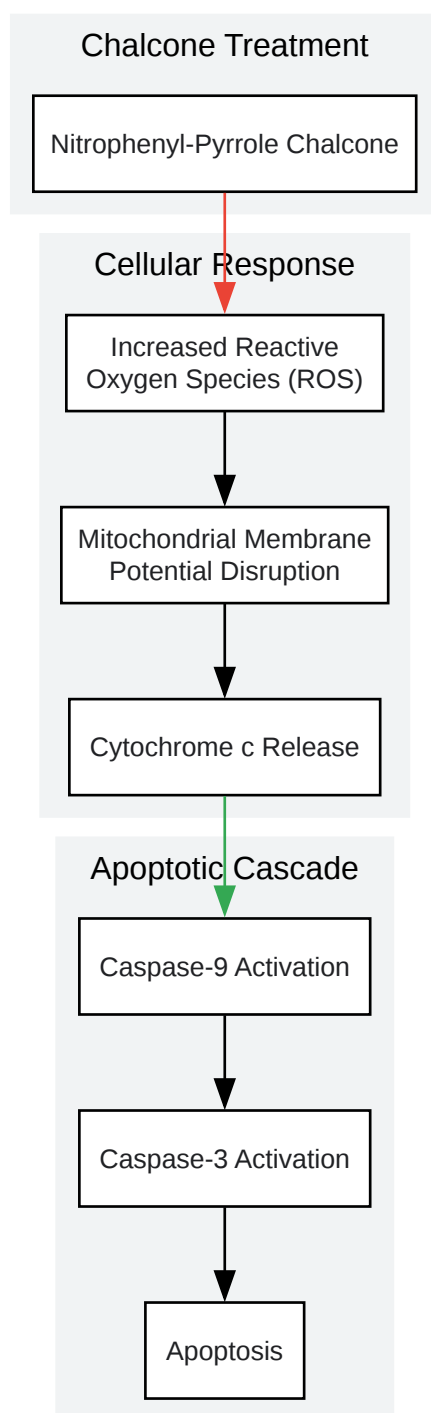 Chalcone Treatment
Nitrophenyl-Pyrrole Chalcone
Cellular Response
Increased Reactive
Oxygen Species (ROS)
Mitochondrial Membrane
Potential Disruption
Cytochrome c Release
Apoptotic Cascade
Caspase-9 Activation
Caspase-3 Activation
Apoptosis